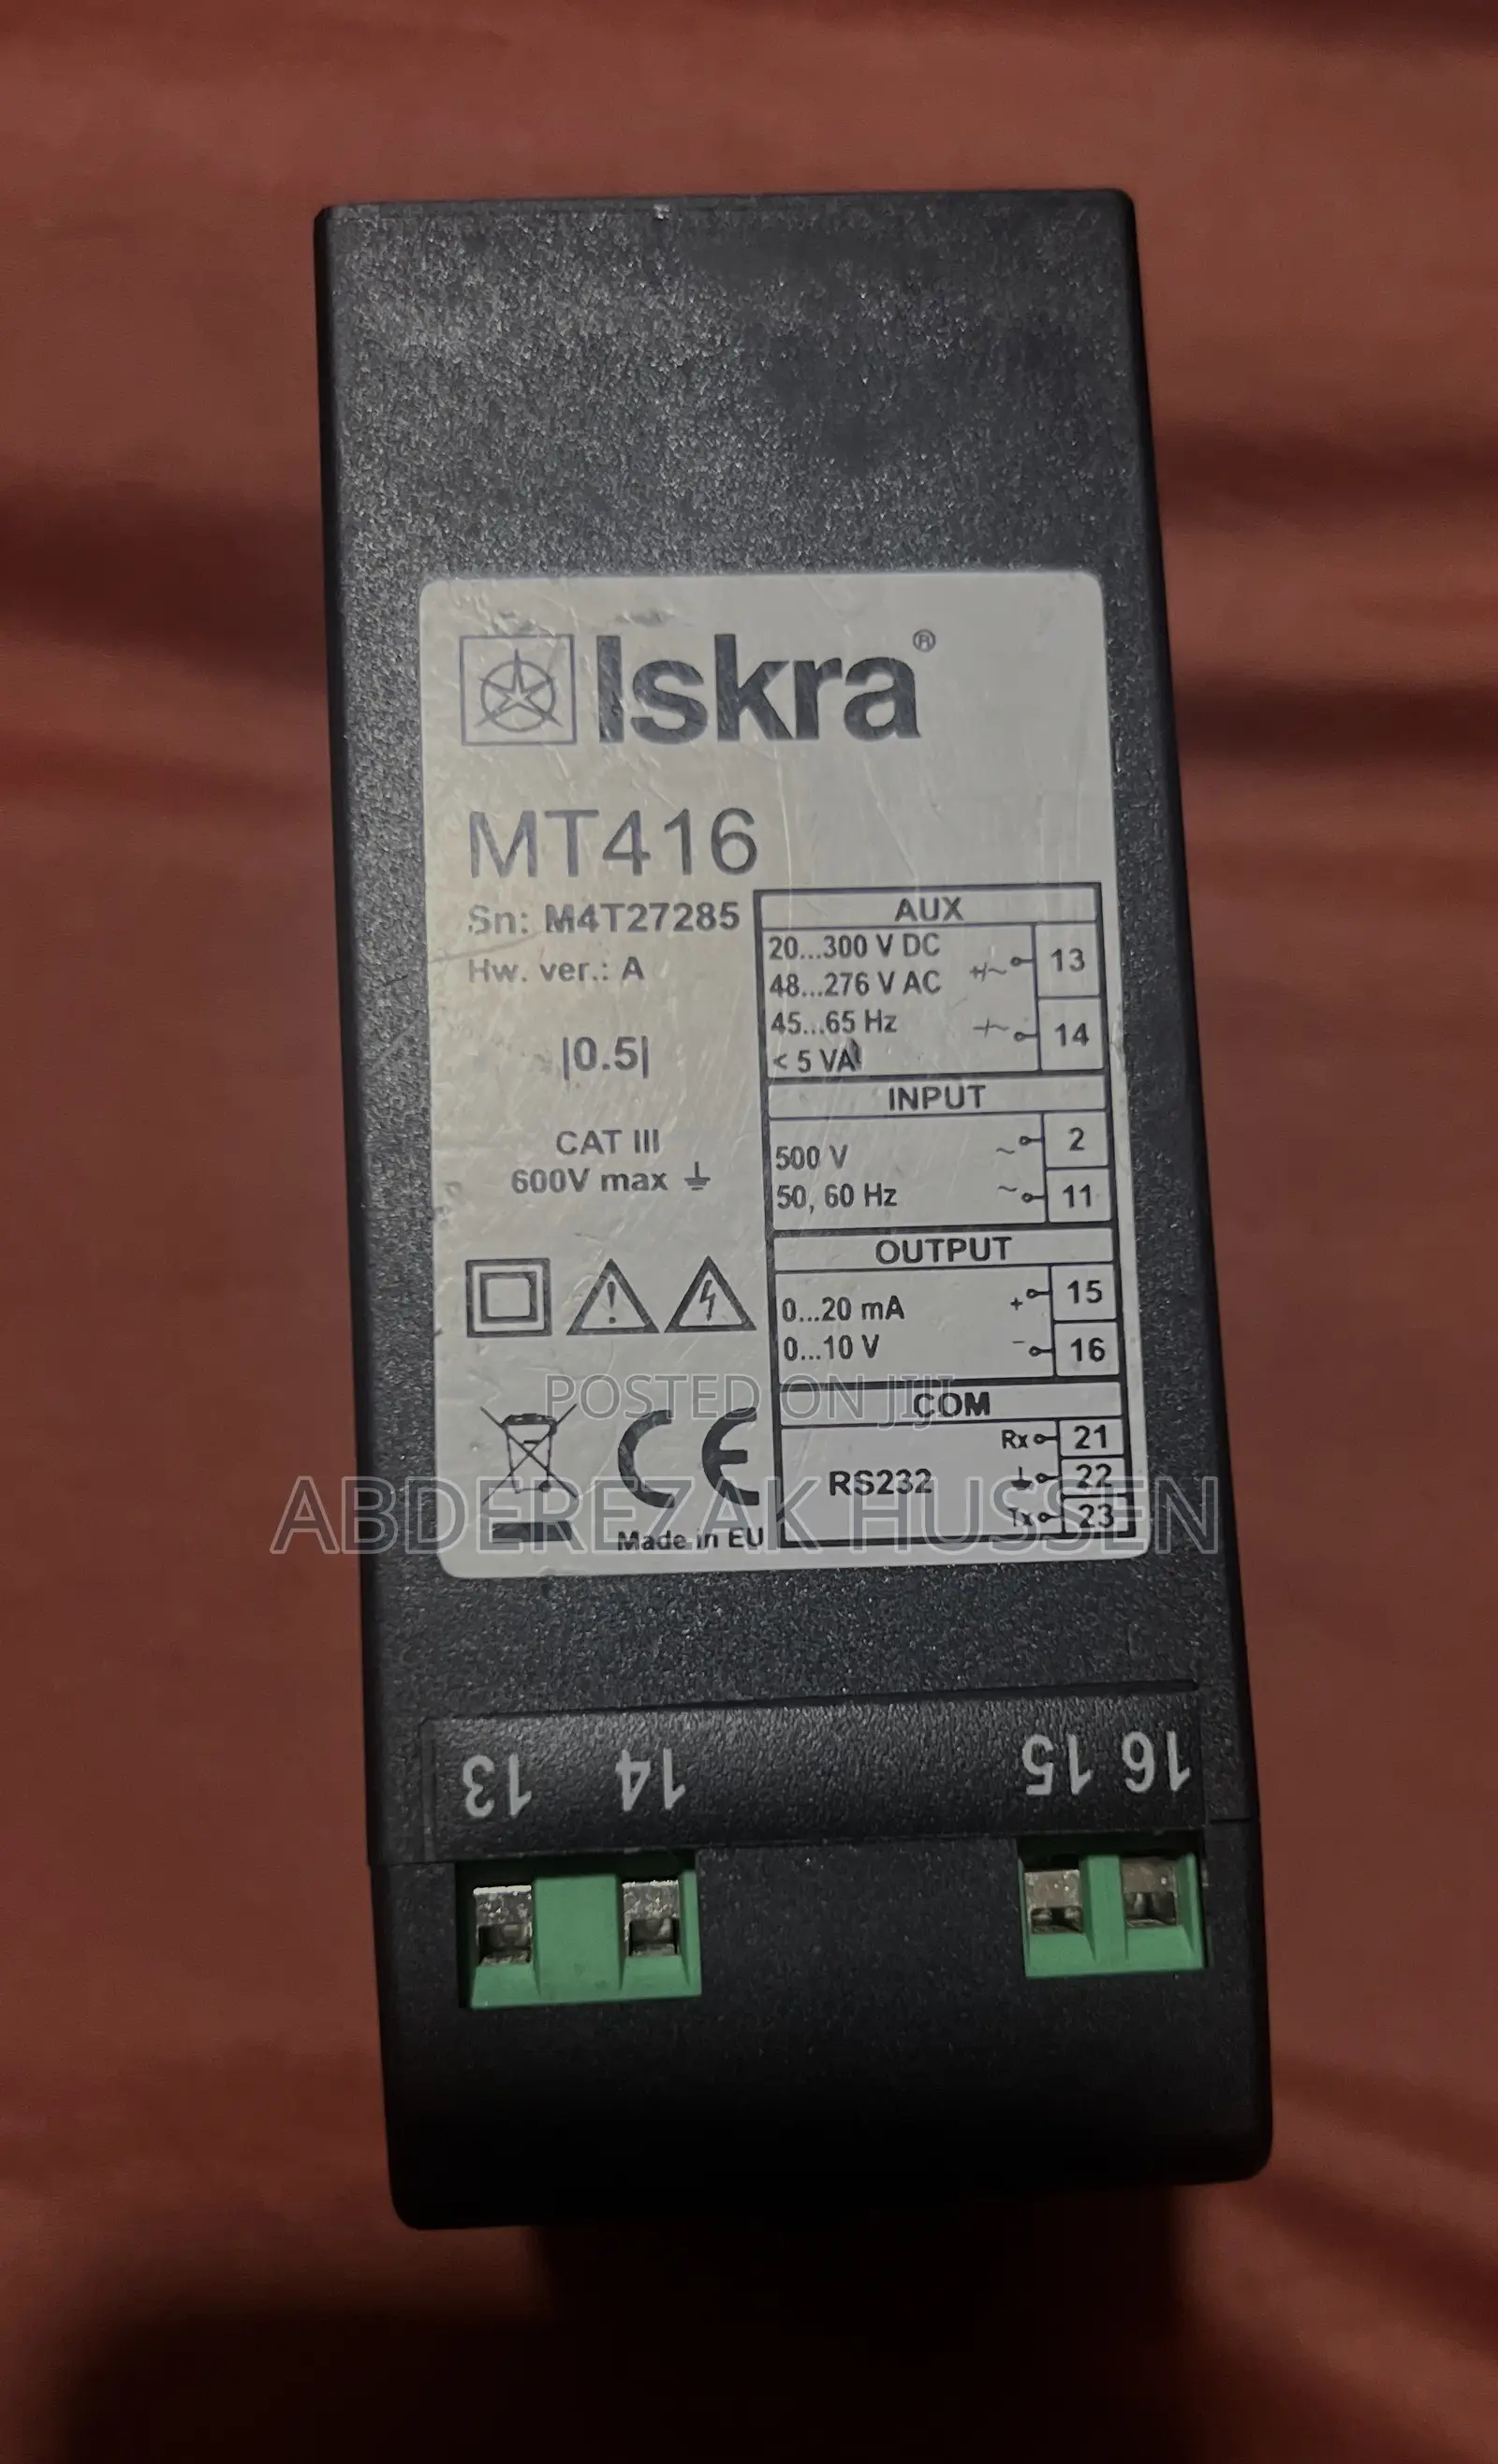 Iskra®
MT416
Sn: M4T27285
Hw. ver.: A
|0.5|
CAT III
600V max
CE
Made in EU
AUX
20...300 V DC
48...276 V AC
45...65 Hz
< 5 VA
+/~ 13
-/~ 14
INPUT
500 V
50, 60 Hz
~ 2
~ 11
OUTPUT
0...20 mA
0...10 V
+ 15
- 16
COM
RS232
Rx 21
22
Tx 23
POSTED ON JIJI
ABDEREZAK HUSSEN
13 14 15 16